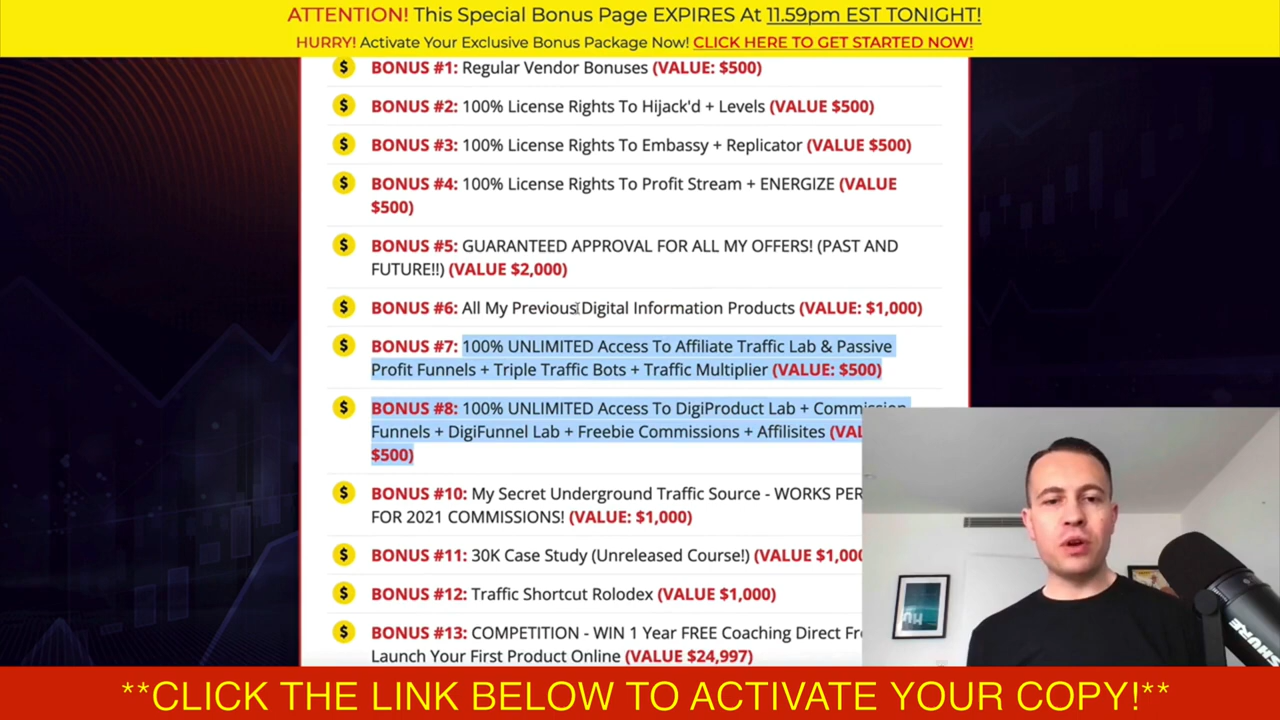 ATTENTION! This Special Bonus Page EXPIRES At 11.59pm EST TONIGHT!
HURRY! Activate Your Exclusive Bonus Package Now! CLICK HERE TO GET STARTED NOW!
$ BONUS #1: Regular Vendor Bonuses (VALUE: $500)
$ BONUS #2: 100% License Rights To Hijack'd + Levels (VALUE $500)
$ BONUS #3: 100% License Rights To Embassy + Replicator (VALUE $500)
$ BONUS #4: 100% License Rights To Profit Stream + ENERGIZE (VALUE
$500)
$ BONUS #5: GUARANTEED APPROVAL FOR ALL MY OFFERS! (PAST AND
FUTURE!!) (VALUE $2,000)
$ BONUS #6: All My Previous Digital Information Products (VALUE: $1,000)
$ BONUS #7: 100% UNLIMITED Access To Affiliate Traffic Lab & Passive
Profit Funnels + Triple Traffic Bots + Traffic Multiplier (VALUE: $500)
$ BONUS #8: 100% UNLIMITED Access To DigiProduct Lab + Commission
Funnels + DigiFunnel Lab + Freebie Commissions + Affilisites (VAL
$500)
$ BONUS #10: My Secret Underground Traffic Source - WORKS PER
FOR 2021 COMMISSIONS! (VALUE: $1,000)
$ BONUS #11: 30K Case Study (Unreleased Course!) (VALUE $1,000
$ BONUS #12: Traffic Shortcut Rolodex (VALUE $1,000)
$ BONUS #13: COMPETITION - WIN 1 Year FREE Coaching Direct Fr
Launch Your First Product Online (VALUE $24,997)
SHURE
**CLICK THE LINK BELOW TO ACTIVATE YOUR COPY!**